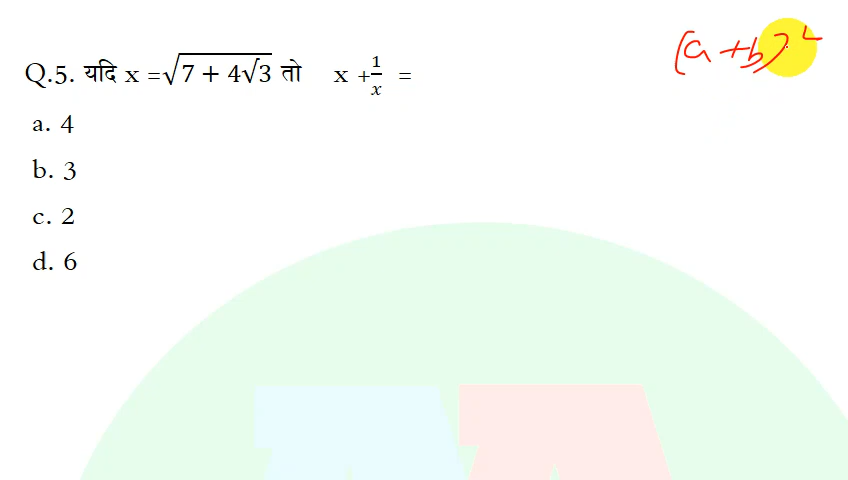 (a+b)²
Q.5. यदि x =√7 + 4√3 तो x + 1/x =
a. 4
b. 3
c. 2
d. 6